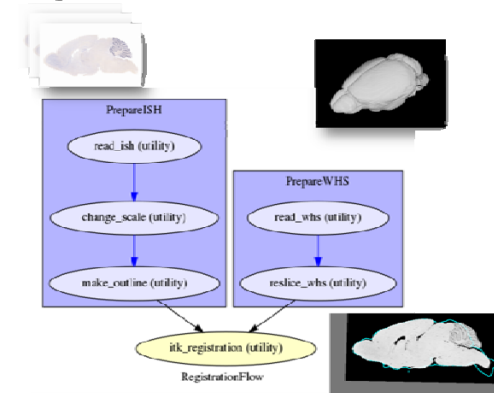 PrepareISH
read_ish (utility)
change_scale (utility)
make_outline (utility)
PrepareWHS
read_whs (utility)
reslice_whs (utility)
itk_registration (utility)
RegistrationFlow